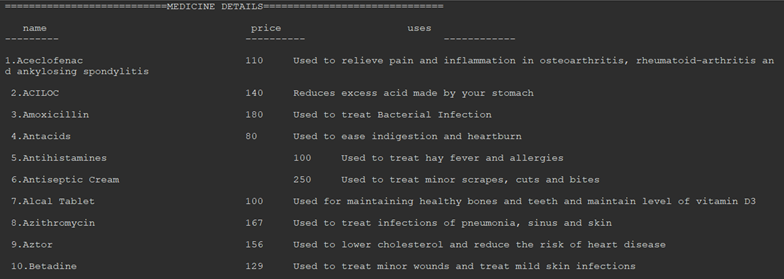 ===========================MEDICINE DETAILS==============================
name price uses
--------- ---------- ------------
1.Aceclofenac 110 Used to relieve pain and inflammation in osteoarthritis, rheumatoid-arthritis an
d ankylosing spondylitis
2.ACILOC 140 Reduces excess acid made by your stomach
3.Amoxicillin 180 Used to treat Bacterial Infection
4.Antacids 80 Used to ease indigestion and heartburn
5.Antihistamines 100 Used to treat hay fever and allergies
6.Antiseptic Cream 250 Used to treat minor scrapes, cuts and bites
7.Alcal Tablet 100 Used for maintaining healthy bones and teeth and maintain level of vitamin D3
8.Azithromycin 167 Used to treat infections of pneumonia, sinus and skin
9.Aztor 156 Used to lower cholesterol and reduce the risk of heart disease
10.Betadine 129 Used to treat minor wounds and treat mild skin infections